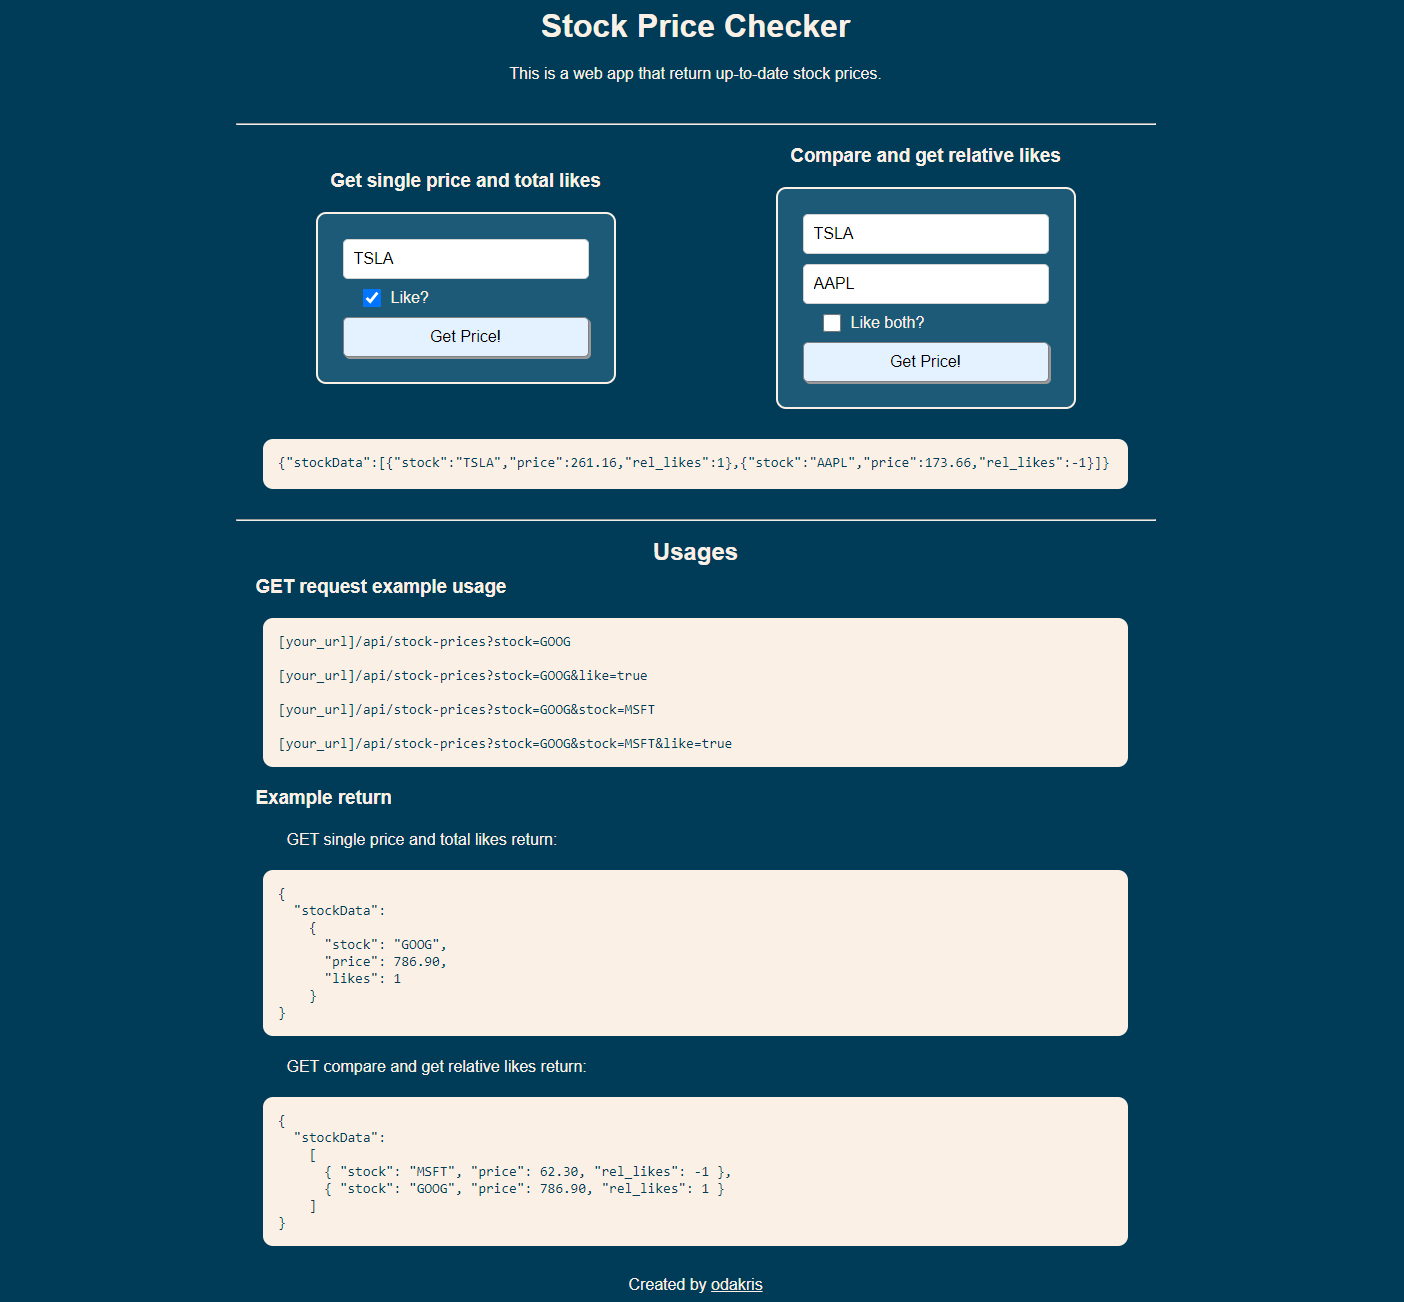 Stock Price Checker
This is a web app that return up-to-date stock prices.
Get single price and total likes
TSLA
Like?
Get Price!
Compare and get relative likes
TSLA
AAPL
Like both?
Get Price!
{"stockData":[{"stock":"TSLA","price":261.16,"rel_likes":1},{"stock":"AAPL","price":173.66,"rel_likes":-1}]}
Usages
GET request example usage
[your_url]/api/stock-prices?stock=GOOG
[your_url]/api/stock-prices?stock=GOOG&like=true
[your_url]/api/stock-prices?stock=GOOG&stock=MSFT
[your_url]/api/stock-prices?stock=GOOG&stock=MSFT&like=true
Example return
GET single price and total likes return:
{
  "stockData":
    {
      "stock": "GOOG",
      "price": 786.90,
      "likes": 1
    }
}
GET compare and get relative likes return:
{
  "stockData":
    [
      { "stock": "MSFT", "price": 62.30, "rel_likes": -1 },
      { "stock": "GOOG", "price": 786.90, "rel_likes": 1 }
    ]
}
Created by odakris